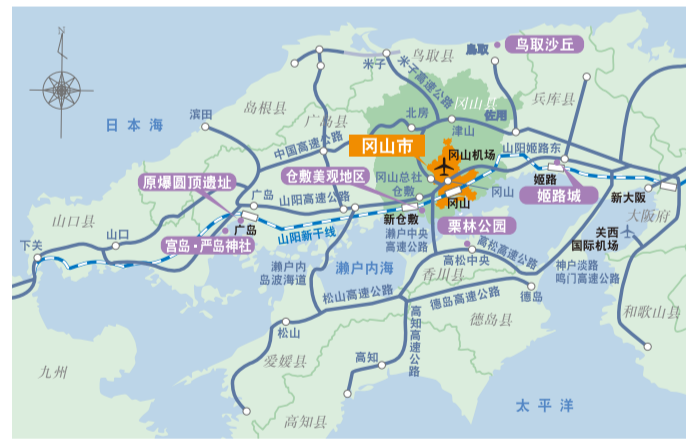 N
鸟取沙丘
鸟取县
鳥取
米子
米子高速公路
冈山县
佐用
兵库县
岛根县
广岛县
日本海
滨田
北房
津山
中国高速公路
冈山市
冈山机场
山阳姬路东
原爆圆顶遗址
仓敷美观地区
冈山总社
仓敷
姬路
姬路城
新大阪
大阪府
广岛
山阳高速公路
冈山
冈山
新仓敷
栗林公园
山口县
山口
广岛
山阳新干线
濑户中央
高速公路
关西
国际机场
下关
宫岛·严岛神社
高松高速公路
高松中央
濑户内
岛波海道
濑户内海
香川县
神户淡路
鸣门高速公路
松山高速公路
德岛高速公路
德岛
德岛县
和歌山县
松山
高知高速公路
爱媛县
高知
九州
高知县
太平洋